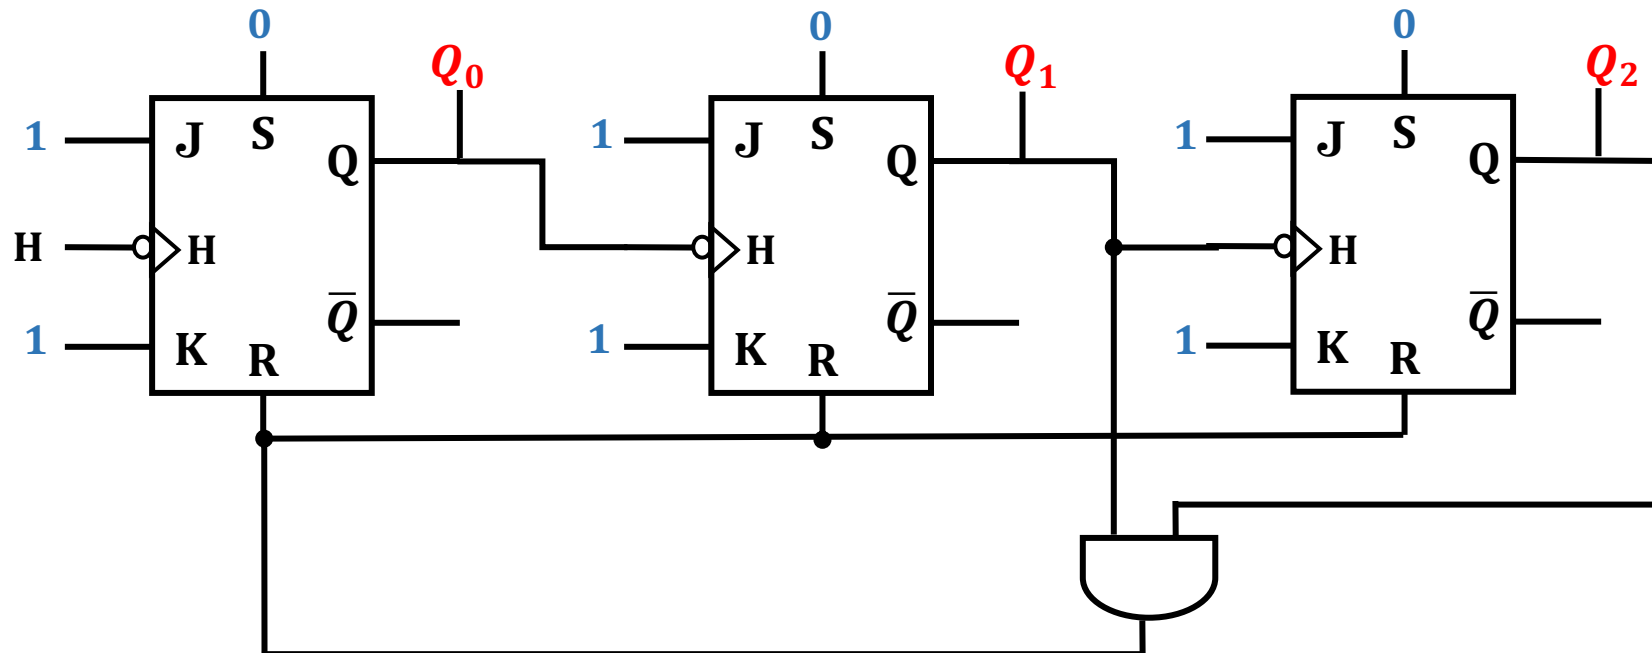 0 0 0
Q₀ Q₁ Q₂
1 J S Q 1 J S Q 1 J S Q
H H H H
1 K R Q̅ 1 K R Q̅ 1 K R Q̅